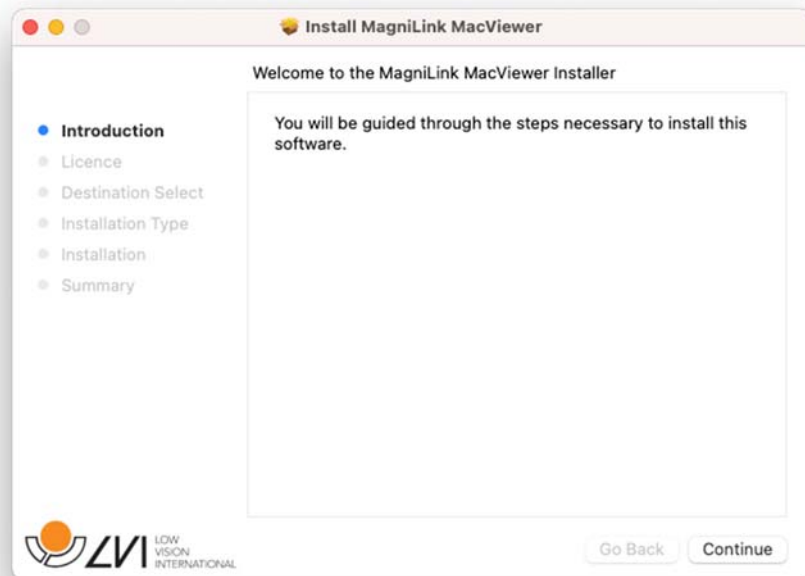 Install MagniLink MacViewer
Welcome to the MagniLink MacViewer Installer
Introduction
Licence
Destination Select
Installation Type
Installation
Summary
You will be guided through the steps necessary to install this
software.
LVI
LOW
VISION
INTERNATIONAL
Go Back
Continue